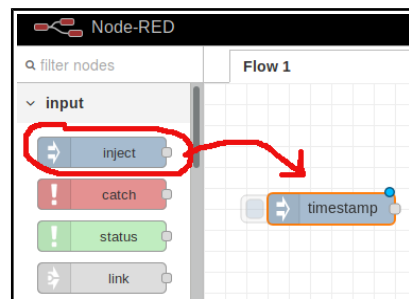 Node-RED
filter nodes
Flow 1
input
inject
catch
timestamp
status
link